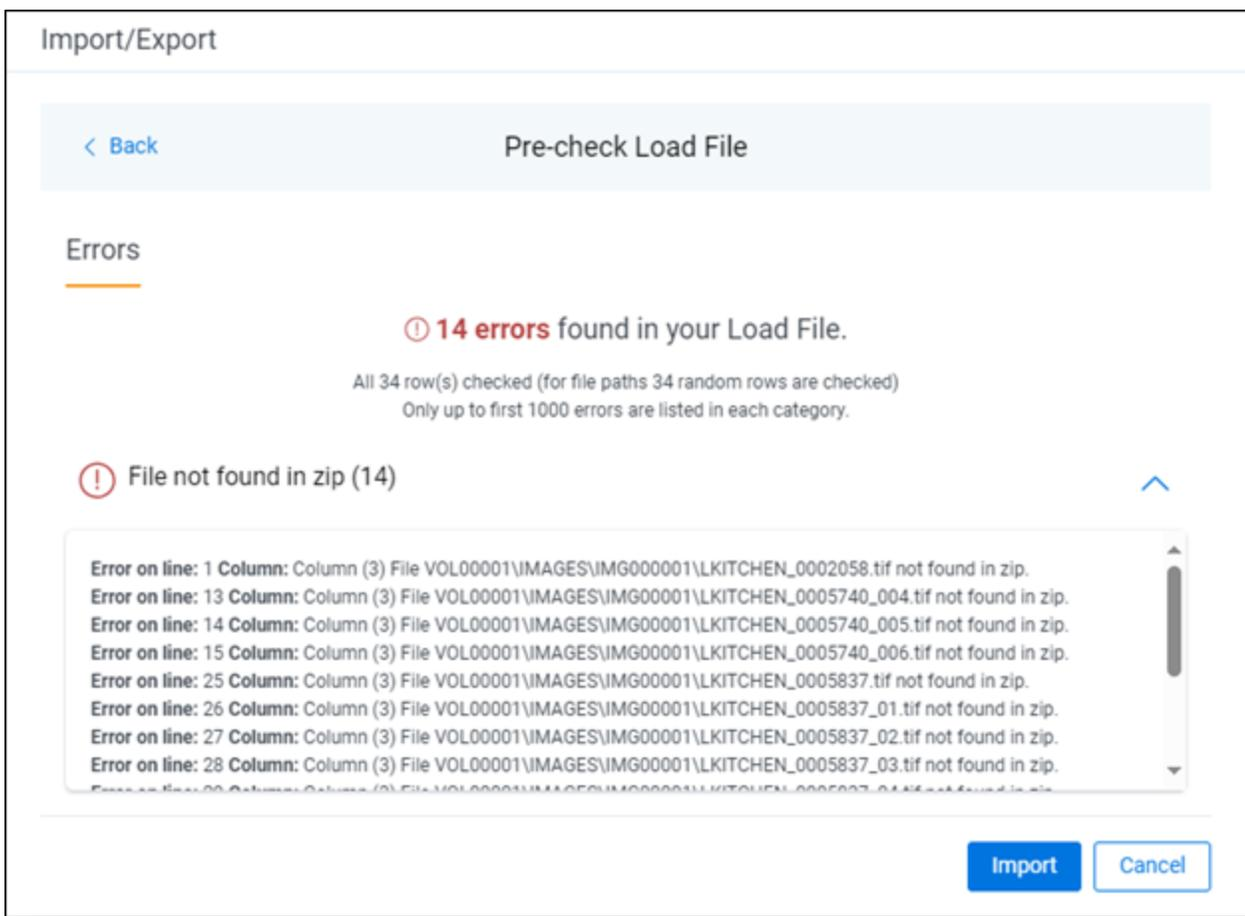 Import/Export
Back
Pre-check Load File
Errors
14 errors found in your Load File.
All 34 row(s) checked (for file paths 34 random rows are checked)
Only up to first 1000 errors are listed in each category.
File not found in zip (14)
Error on line: 1 Column: Column (3) File VOL00001\IMAGES\IMG000001\LKITCHEN_0002058.tif not found in zip.
Error on line: 13 Column: Column (3) File VOL00001\IMAGES\IMG00001\LKITCHEN_0005740_004.tif not found in zip.
Error on line: 14 Column: Column (3) File VOL00001\IMAGES\IMG00001\LKITCHEN_0005740_005.tif not found in zip.
Error on line: 15 Column: Column (3) File VOL00001\IMAGES\IMG00001\LKITCHEN_0005740_006.tif not found in zip.
Error on line: 25 Column: Column (3) File VOL00001\IMAGES\IMG00001\LKITCHEN_0005837.tif not found in zip.
Error on line: 26 Column: Column (3) File VOL00001\IMAGES\IMG00001\LKITCHEN_0005837_01.tif not found in zip.
Error on line: 27 Column: Column (3) File VOL00001\IMAGES\IMG00001\LKITCHEN_0005837_02.tif not found in zip.
Error on line: 28 Column: Column (3) File VOL00001\IMAGES\IMG00001\LKITCHEN_0005837_03.tif not found in zip.
Import
Cancel